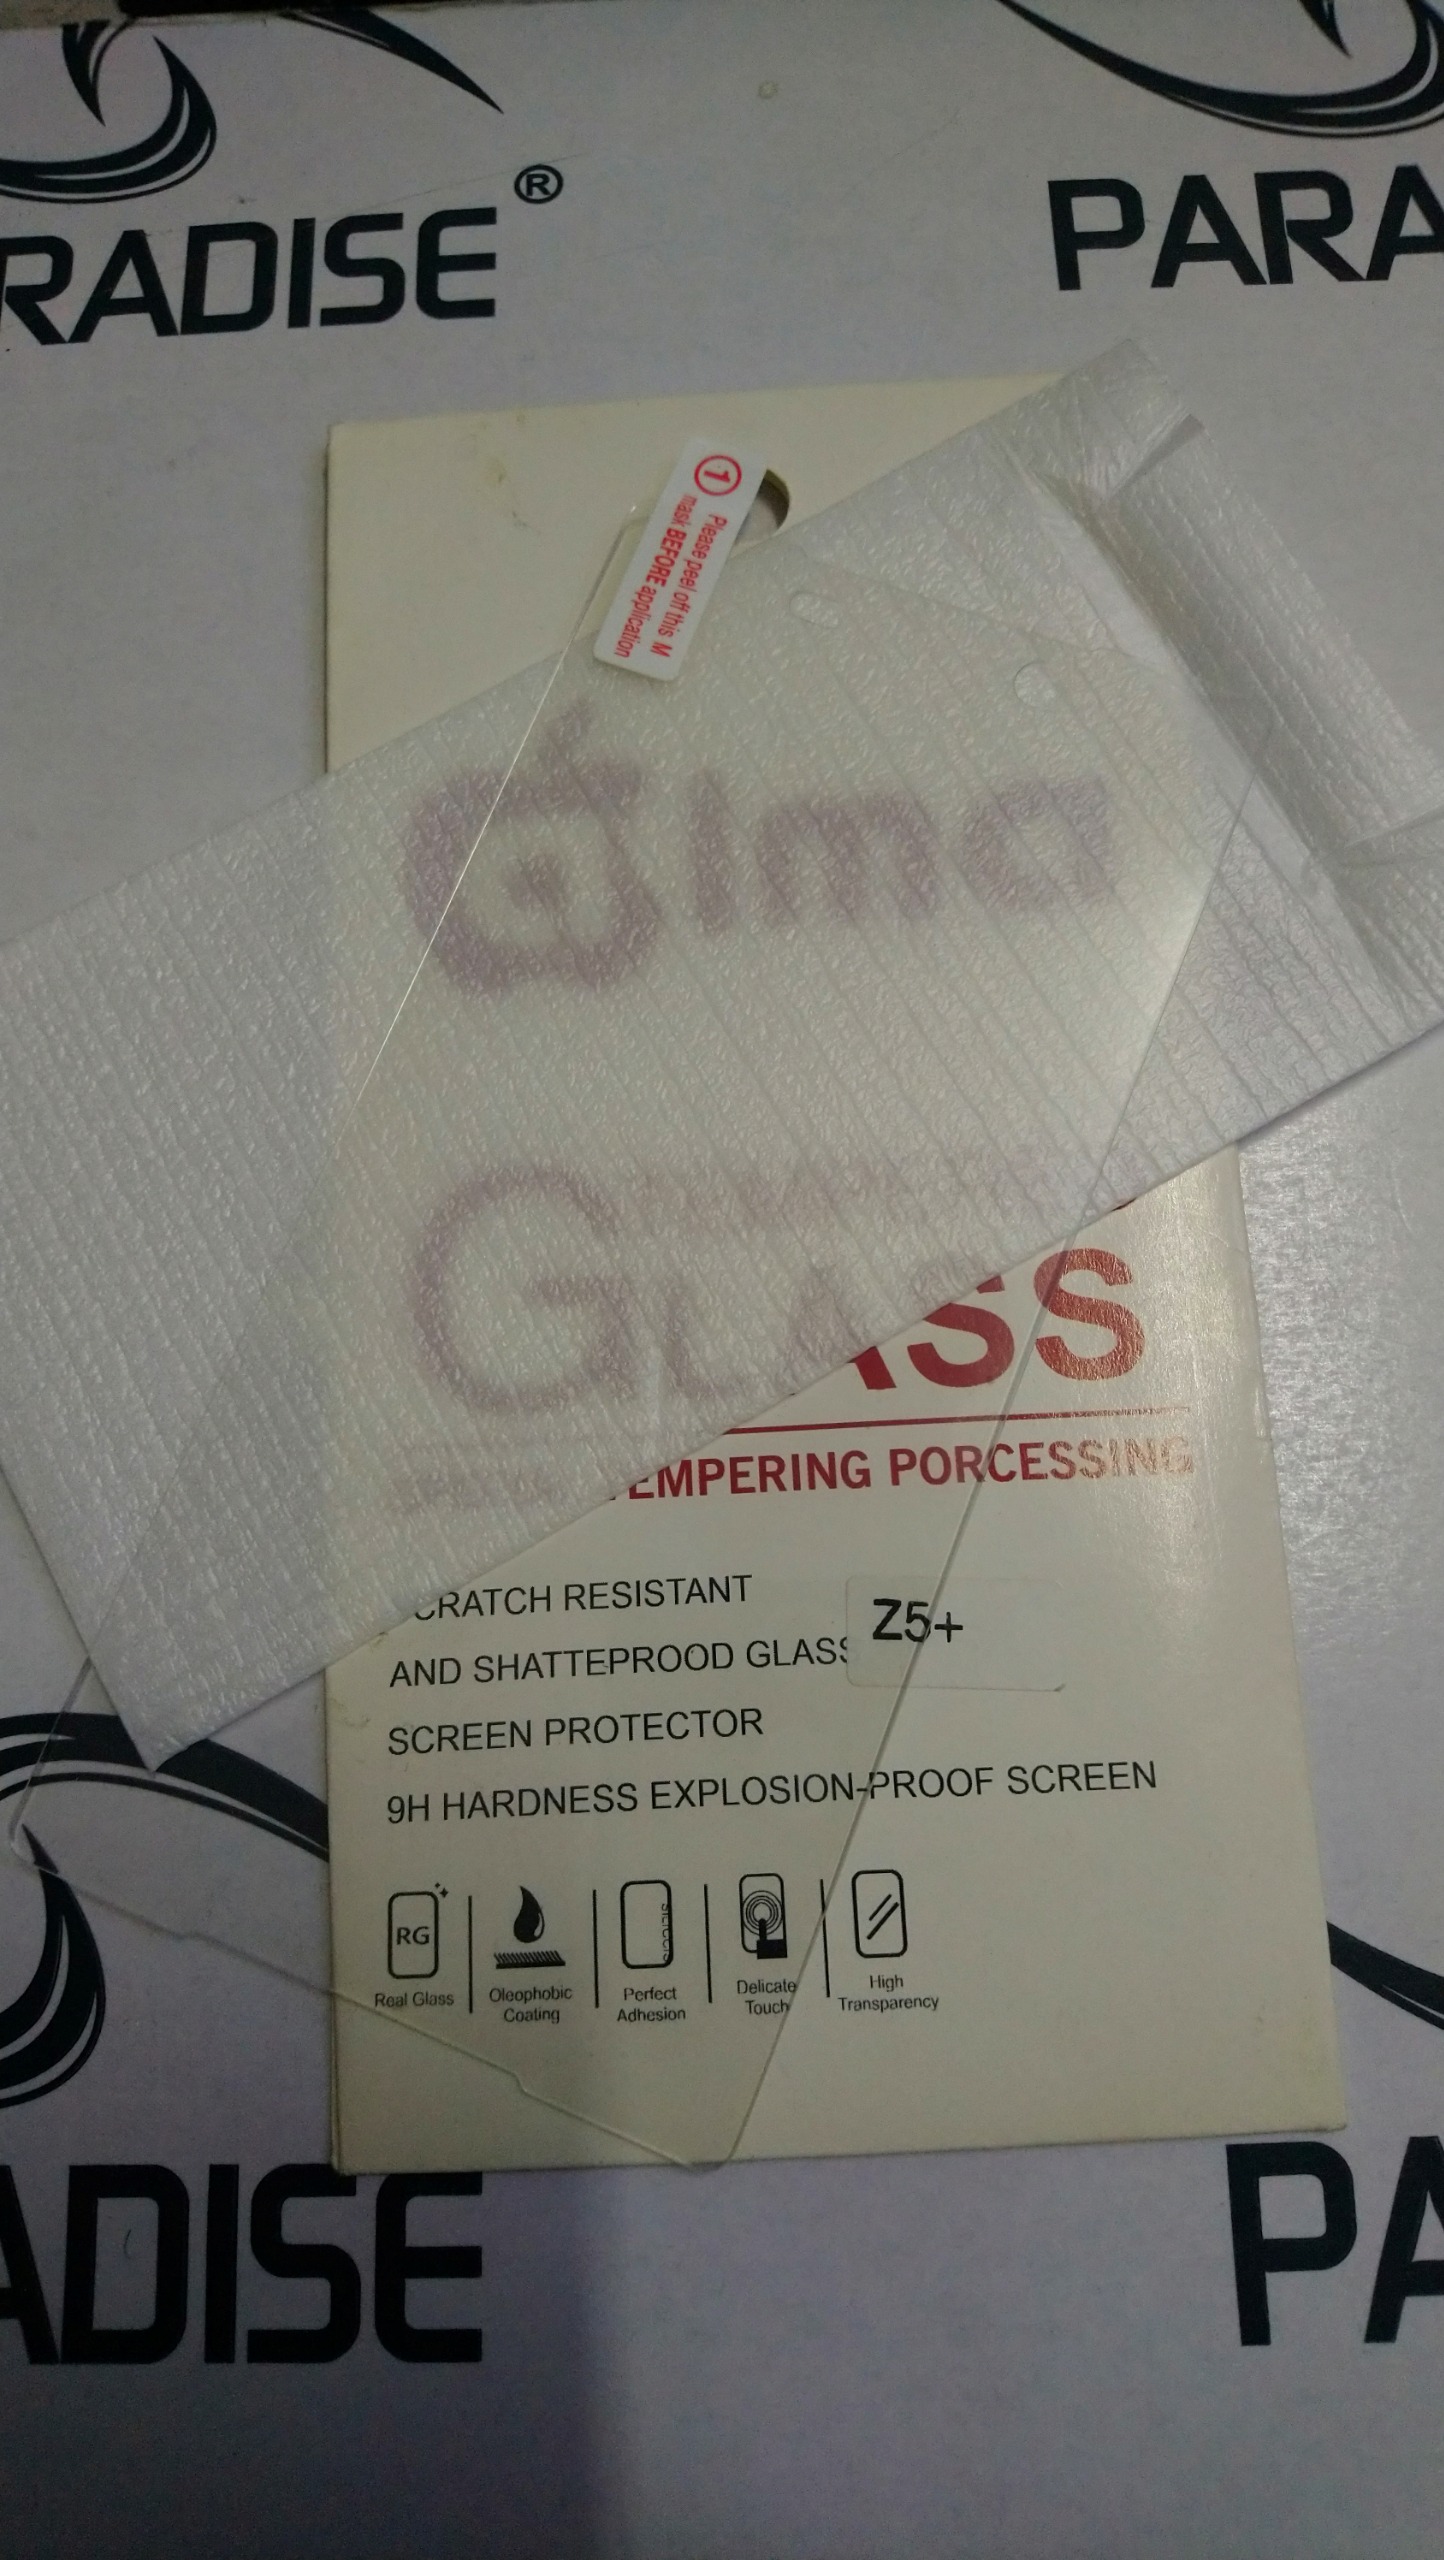 RADISE®
PARA
1
Please peel off this M
mask BEFORE application
GLASS
EMPERING PORCESSING
CRATCH RESISTANT
AND SHATTEPROOD GLASS
Z5+
SCREEN PROTECTOR
9H HARDNESS EXPLOSION-PROOF SCREEN
RG
Real Glass
Oleophobic
Coating
Perfect
Adhesion
Delicate
Touch
High
Transparency
ADISE
PA